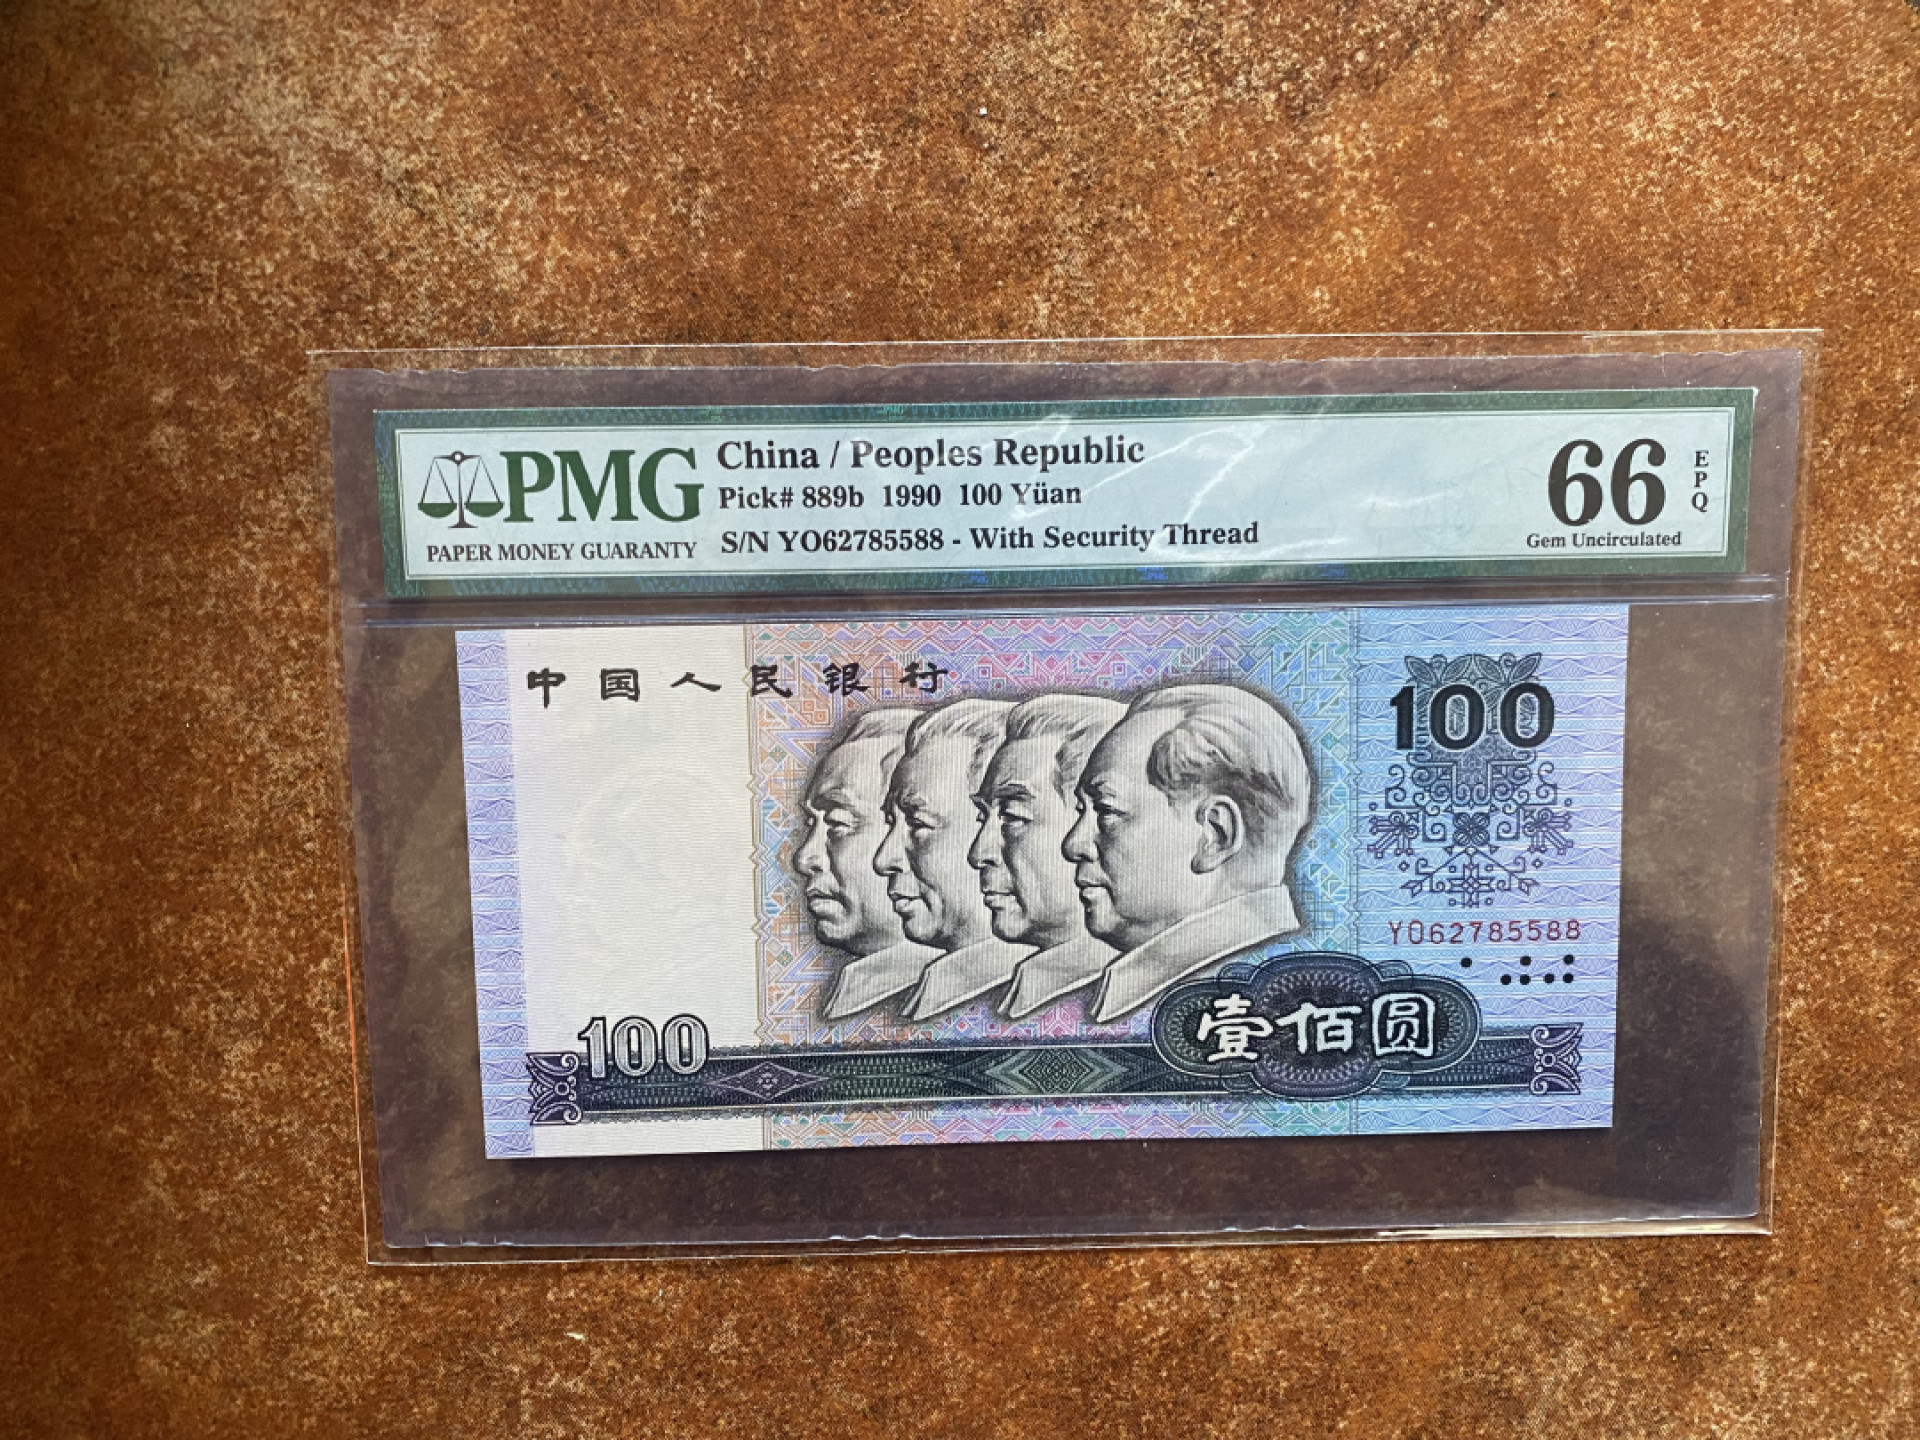 PMG
PAPER MONEY GUARANTY
China / Peoples Republic
Pick# 889b 1990 100 Yüan
S/N YO62785588 - With Security Thread
66
EPQ
Gem Uncirculated
中国人民银行
100
YO62785588
100
壹佰圆